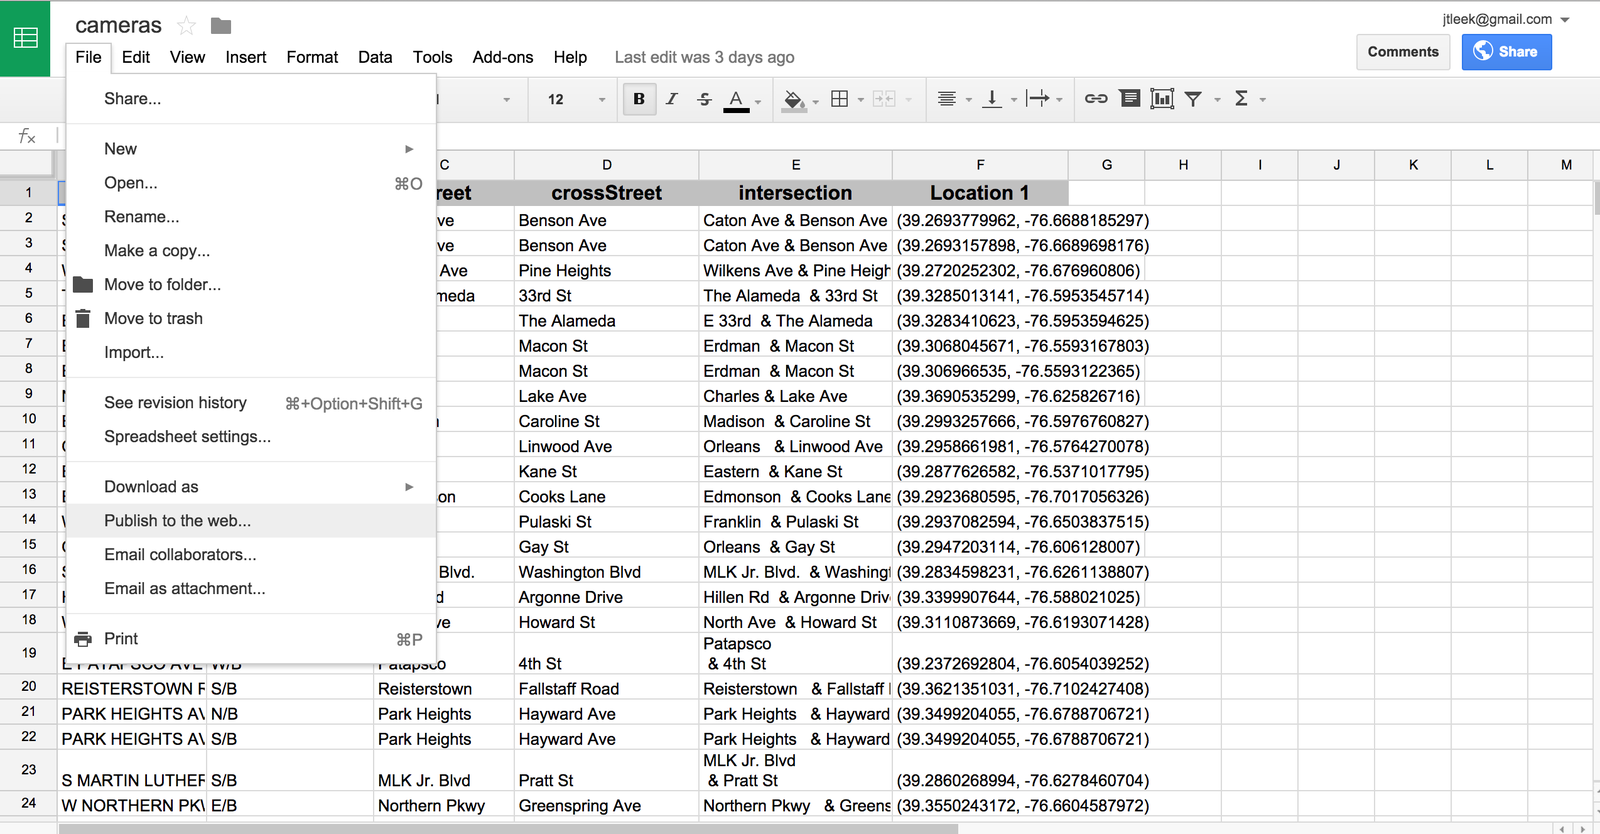 cameras
jtleek@gmail.com
File Edit View Insert Format Data Tools Add-ons Help Last edit was 3 days ago
Comments Share
Share...
12 B I S A Σ
fx
New
Open... ⌘O
Rename...
Make a copy...
Move to folder...
Move to trash
Import...
See revision history ⌘+Option+Shift+G
Spreadsheet settings...
Download as
Publish to the web...
Email collaborators...
Email as attachment...
Print ⌘P
C D E F G H I J K L M
1 reet crossStreet intersection Location 1
2 ve Benson Ave Caton Ave & Benson Ave (39.2693779962, -76.6688185297)
3 ve Benson Ave Caton Ave & Benson Ave (39.2693157898, -76.6689698176)
4 Ave Pine Heights Wilkens Ave & Pine Heigh (39.2720252302, -76.676960806)
5 meda 33rd St The Alameda & 33rd St (39.3285013141, -76.5953545714)
6 The Alameda E 33rd & The Alameda (39.3283410623, -76.5953594625)
7 Macon St Erdman & Macon St (39.3068045671, -76.5593167803)
8 Macon St Erdman & Macon St (39.306966535, -76.5593122365)
9 Lake Ave Charles & Lake Ave (39.3690535299, -76.625826716)
10 Caroline St Madison & Caroline St (39.2993257666, -76.5976760827)
11 Linwood Ave Orleans & Linwood Ave (39.2958661981, -76.5764270078)
12 Kane St Eastern & Kane St (39.2877626582, -76.5371017795)
13 on Cooks Lane Edmonson & Cooks Lane (39.2923680595, -76.7017056326)
14 Pulaski St Franklin & Pulaski St (39.2937082594, -76.6503837515)
15 Gay St Orleans & Gay St (39.2947203114, -76.606128007)
16 Blvd. Washington Blvd MLK Jr. Blvd. & Washingt (39.2834598231, -76.6261138807)
17 d Argonne Drive Hillen Rd & Argonne Driv (39.3399907644, -76.588021025)
18 ve Howard St North Ave & Howard St (39.3110873669, -76.6193071428)
Patapsco
19 E PATAPSCO AVE W/B Patapsco 4th St & 4th St (39.2372692804, -76.6054039252)
20 REISTERSTOWN R S/B Reisterstown Fallstaff Road Reisterstown & Fallstaff (39.3621351031, -76.7102427408)
21 PARK HEIGHTS AV N/B Park Heights Hayward Ave Park Heights & Hayward (39.3499204055, -76.6788706721)
22 PARK HEIGHTS AV S/B Park Heights Hayward Ave Park Heights & Hayward (39.3499204055, -76.6788706721)
MLK Jr. Blvd
23 S MARTIN LUTHER S/B MLK Jr. Blvd Pratt St & Pratt St (39.2860268994, -76.6278460704)
24 W NORTHERN PKW E/B Northern Pkwy Greenspring Ave Northern Pkwy & Greens (39.3550243172, -76.6604587972)